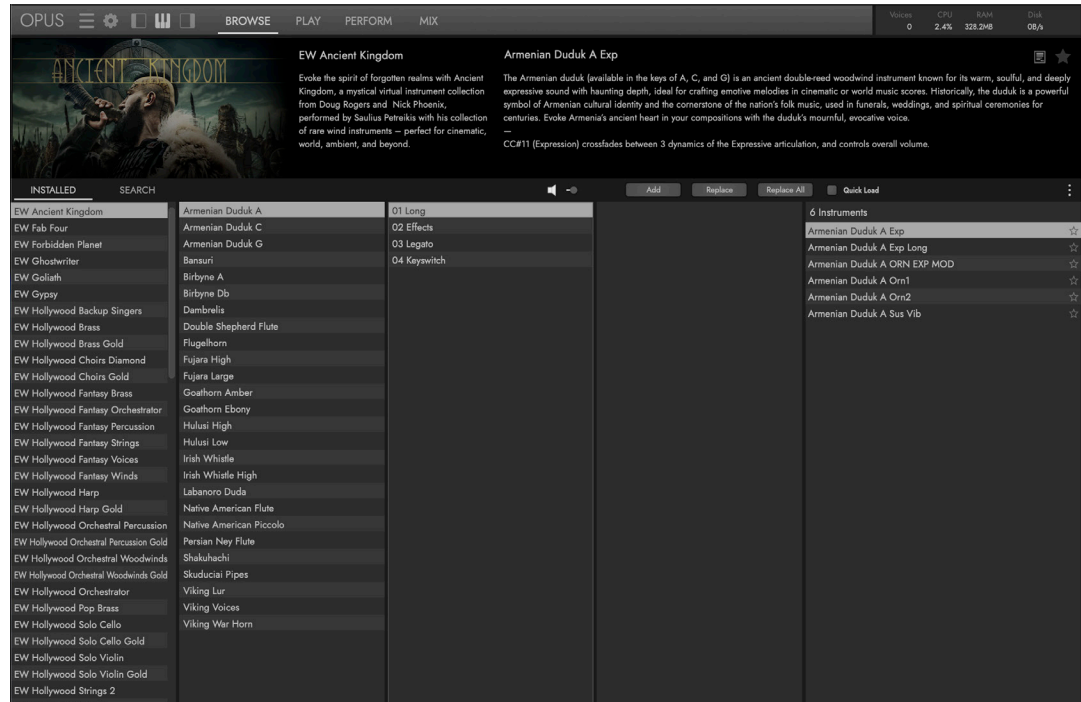 OPUS
BROWSE
PLAY
PERFORM
MIX
Voices
0
CPU
2.4%
RAM
328.2MB
Disk
0B/s
ANCIENT KINGDOM
EW Ancient Kingdom
Evoke the spirit of forgotten realms with Ancient
Kingdom, a mystical virtual instrument collection
from Doug Rogers and Nick Phoenix,
performed by Saulius Petreikis with his collection
of rare wind instruments – perfect for cinematic,
world, ambient, and beyond.
Armenian Duduk A Exp
The Armenian duduk (available in the keys of A, C, and G) is an ancient double-reed woodwind instrument known for its warm, soulful, and deeply
expressive sound with haunting depth, ideal for crafting emotive melodies in cinematic or world music scores. Historically, the duduk is a powerful
symbol of Armenian cultural identity and the cornerstone of the nation's folk music, used in funerals, weddings, and spiritual ceremonies for
centuries. Evoke Armenia's ancient heart in your compositions with the duduk's mournful, evocative voice.
—
CC#11 (Expression) crossfades between 3 dynamics of the Expressive articulation, and controls overall volume.
INSTALLED
SEARCH
Add
Replace
Replace All
Quick Load
EW Ancient Kingdom
EW Fab Four
EW Forbidden Planet
EW Ghostwriter
EW Goliath
EW Gypsy
EW Hollywood Backup Singers
EW Hollywood Brass
EW Hollywood Brass Gold
EW Hollywood Choirs Diamond
EW Hollywood Choirs Gold
EW Hollywood Fantasy Brass
EW Hollywood Fantasy Orchestrator
EW Hollywood Fantasy Percussion
EW Hollywood Fantasy Strings
EW Hollywood Fantasy Voices
EW Hollywood Fantasy Winds
EW Hollywood Harp
EW Hollywood Harp Gold
EW Hollywood Orchestral Percussion
EW Hollywood Orchestral Percussion Gold
EW Hollywood Orchestral Woodwinds
EW Hollywood Orchestral Woodwinds Gold
EW Hollywood Orchestrator
EW Hollywood Pop Brass
EW Hollywood Solo Cello
EW Hollywood Solo Cello Gold
EW Hollywood Solo Violin
EW Hollywood Solo Violin Gold
EW Hollywood Strings 2
Armenian Duduk A
Armenian Duduk C
Armenian Duduk G
Bansuri
Birbyne A
Birbyne Db
Dambrelis
Double Shepherd Flute
Flugelhorn
Fujara High
Fujara Large
Goathorn Amber
Goathorn Ebony
Hulusi High
Hulusi Low
Irish Whistle
Irish Whistle High
Labanoro Duda
Native American Flute
Native American Piccolo
Persian Ney Flute
Shakuhachi
Skuduciai Pipes
Viking Lur
Viking Voices
Viking War Horn
01 Long
02 Effects
03 Legato
04 Keyswitch
6 Instruments
Armenian Duduk A Exp
Armenian Duduk A Exp Long
Armenian Duduk A ORN EXP MOD
Armenian Duduk A Orn1
Armenian Duduk A Orn2
Armenian Duduk A Sus Vib